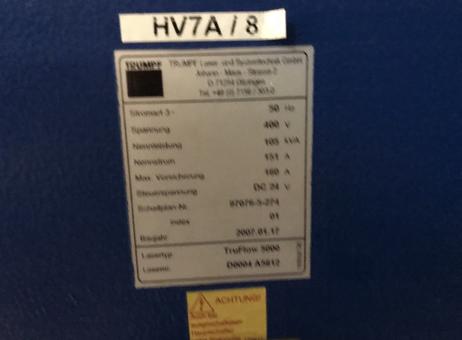 HV7A / 8
TRUMPF TRUMPF Laser- und Systemtechnik GmbH
Johann - Maus - Strasse 2
D 71254 Ditzingen
Tel. +49 (0) 7156 / 303-0
Stromart 3~ 50 Hz
Spannung 400 V
Nennleistung 105 kVA
Nennstrom 151 A
Max. Vorsicherung 160 A
Steuerspannung DC 24 V
Schaltplan-Nr. 97076-5-274
Index 01
Baujahr 2007.01.17
Lasertyp TruFlow 5000
Lasernr. D0004 A5912
ACHTUNG!